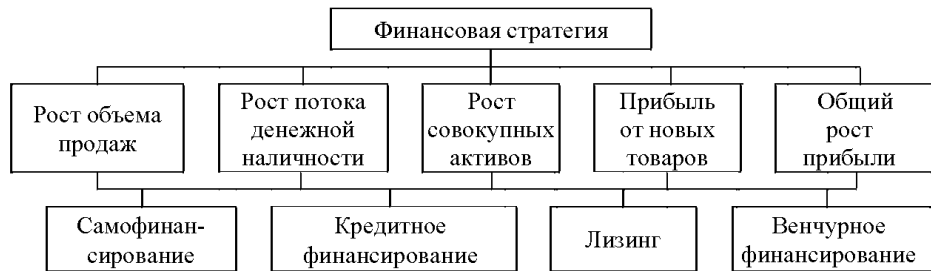 Финансовая стратегия
Рост объема
продаж
Рост потока
денежной
наличности
Рост
совокупных
активов
Прибыль
от новых
товаров
Общий
рост
прибыли
Самофинан-
сирование
Кредитное
финансирование
Лизинг
Венчурное
финансирование